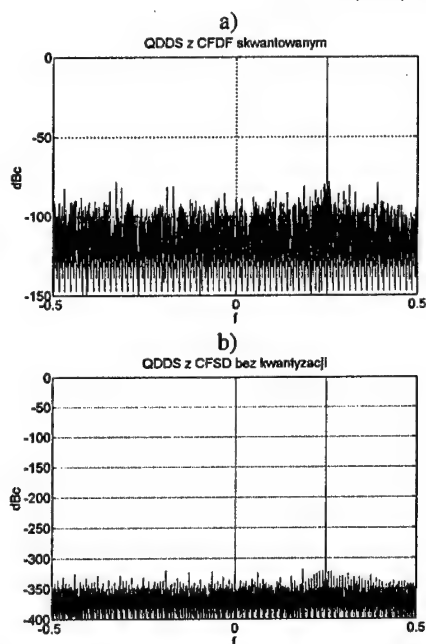 a)
QDDS z CFDF skwantowanym
0
-50
dBc
-100
-150
-0.5
0
0.5
f
b)
QDDS z CFSD bez kwantyzacji
0
-50
-100
-150
dBc
-200
-250
-300
-350
-400
-0.5
0
0.5
f